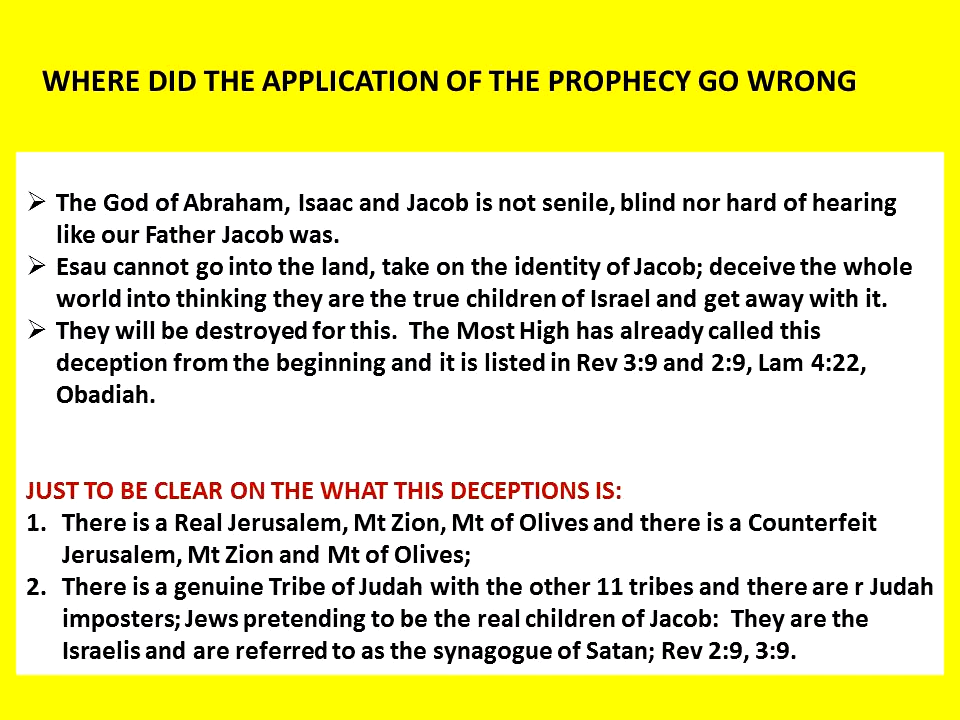 WHERE DID THE APPLICATION OF THE PROPHECY GO WRONG
➢ The God of Abraham, Isaac and Jacob is not senile, blind nor hard of hearing
like our Father Jacob was.
➢ Esau cannot go into the land, take on the identity of Jacob; deceive the whole
world into thinking they are the true children of Israel and get away with it.
➢ They will be destroyed for this.  The Most High has already called this
deception from the beginning and it is listed in Rev 3:9 and 2:9, Lam 4:22,
Obadiah.
JUST TO BE CLEAR ON THE WHAT THIS DECEPTIONS IS:
1. There is a Real Jerusalem, Mt Zion, Mt of Olives and there is a Counterfeit
Jerusalem, Mt Zion and Mt of Olives;
2. There is a genuine Tribe of Judah with the other 11 tribes and there are r Judah
imposters; Jews pretending to be the real children of Jacob:  They are the
Israelis and are referred to as the synagogue of Satan; Rev 2:9, 3:9.